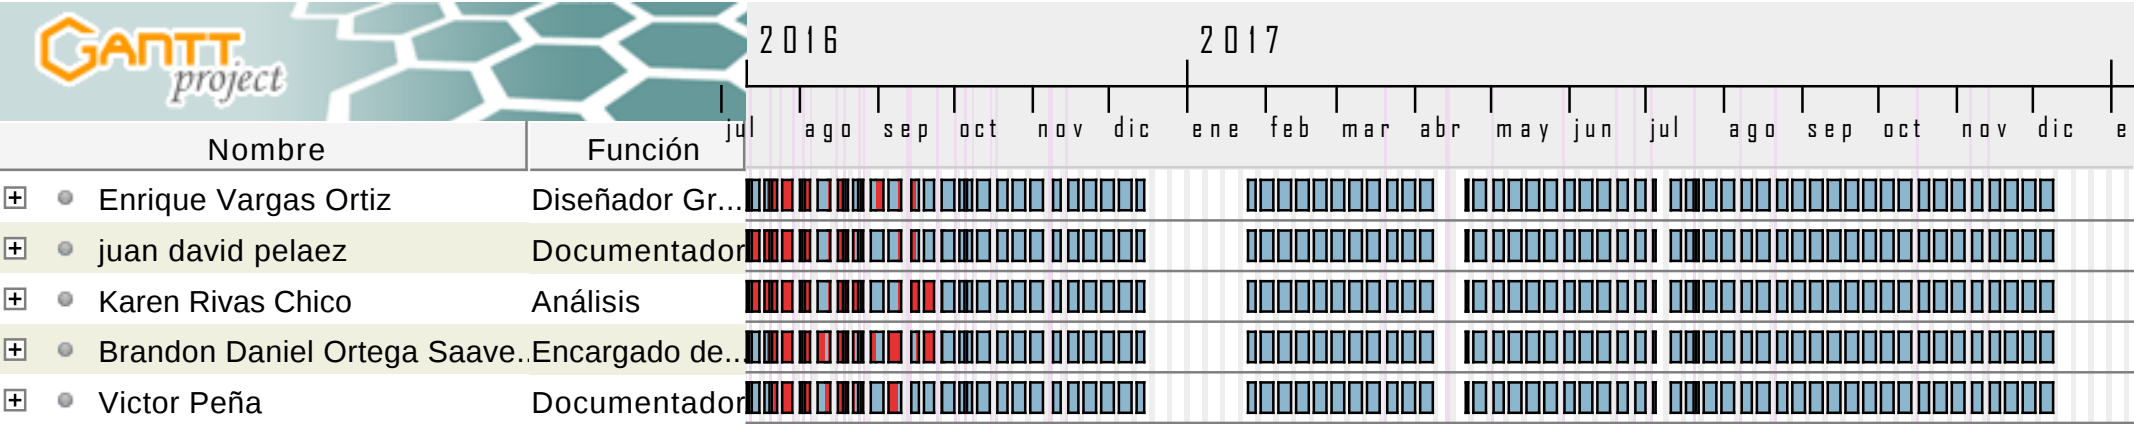 GANTT
project
2016 2017
jul ago sep oct nov dic ene feb mar abr may jun jul ago sep oct nov dic e
Nombre Función
Enrique Vargas Ortiz Diseñador Gr...
juan david pelaez Documentador
Karen Rivas Chico Análisis
Brandon Daniel Ortega Saave.. Encargado de...
Victor Peña Documentador